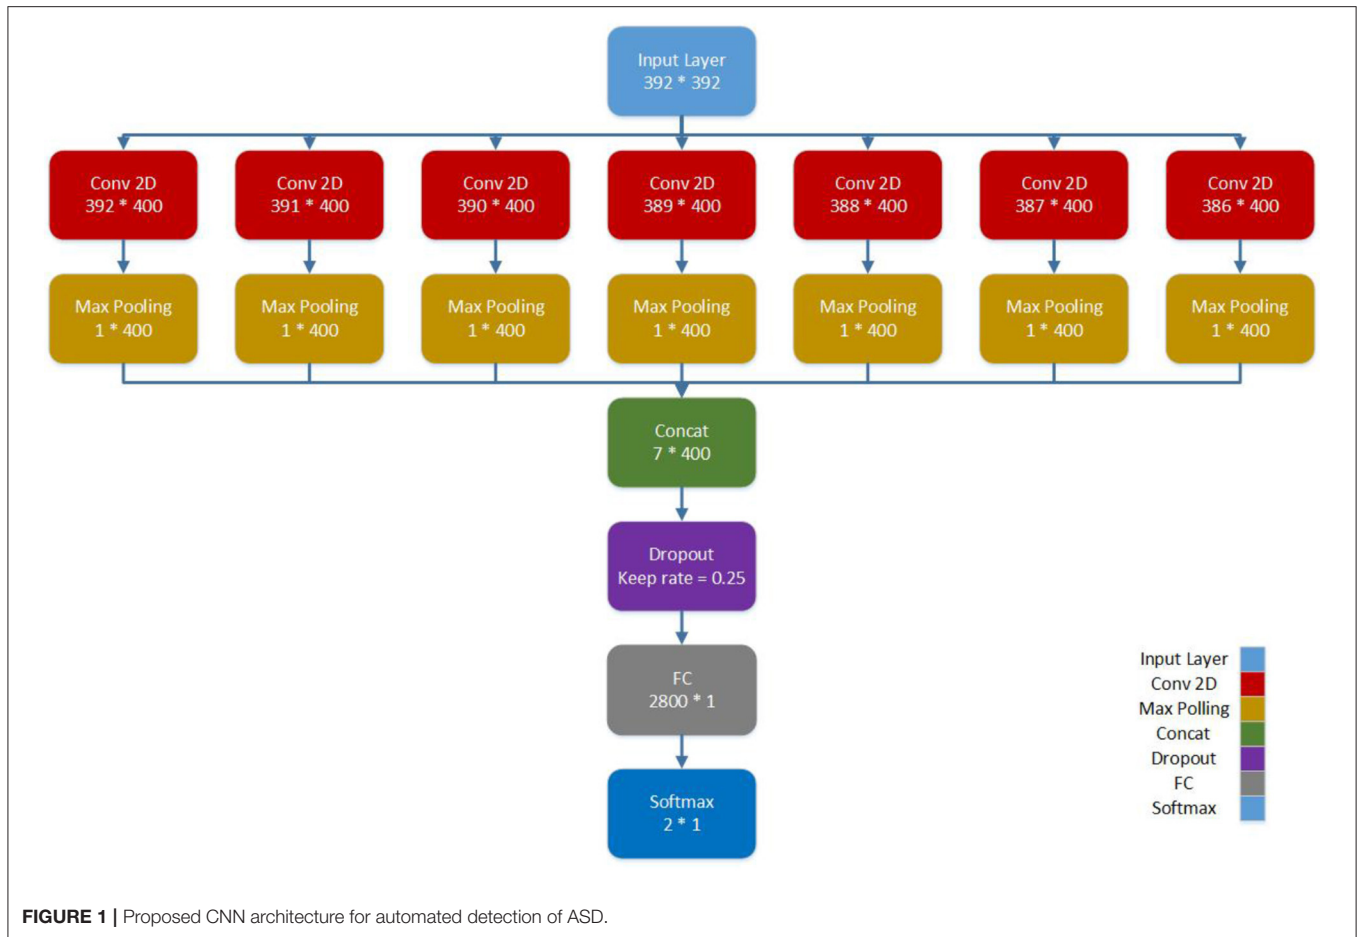 Input Layer
392 * 392
Conv 2D
392 * 400
Conv 2D
391 * 400
Conv 2D
390 * 400
Conv 2D
389 * 400
Conv 2D
388 * 400
Conv 2D
387 * 400
Conv 2D
386 * 400
Max Pooling
1 * 400
Max Pooling
1 * 400
Max Pooling
1 * 400
Max Pooling
1 * 400
Max Pooling
1 * 400
Max Pooling
1 * 400
Max Pooling
1 * 400
Concat
7 * 400
Dropout
Keep rate = 0.25
FC
2800 * 1
Softmax
2 * 1
Input Layer
Conv 2D
Max Polling
Concat
Dropout
FC
Softmax
FIGURE 1 | Proposed CNN architecture for automated detection of ASD.